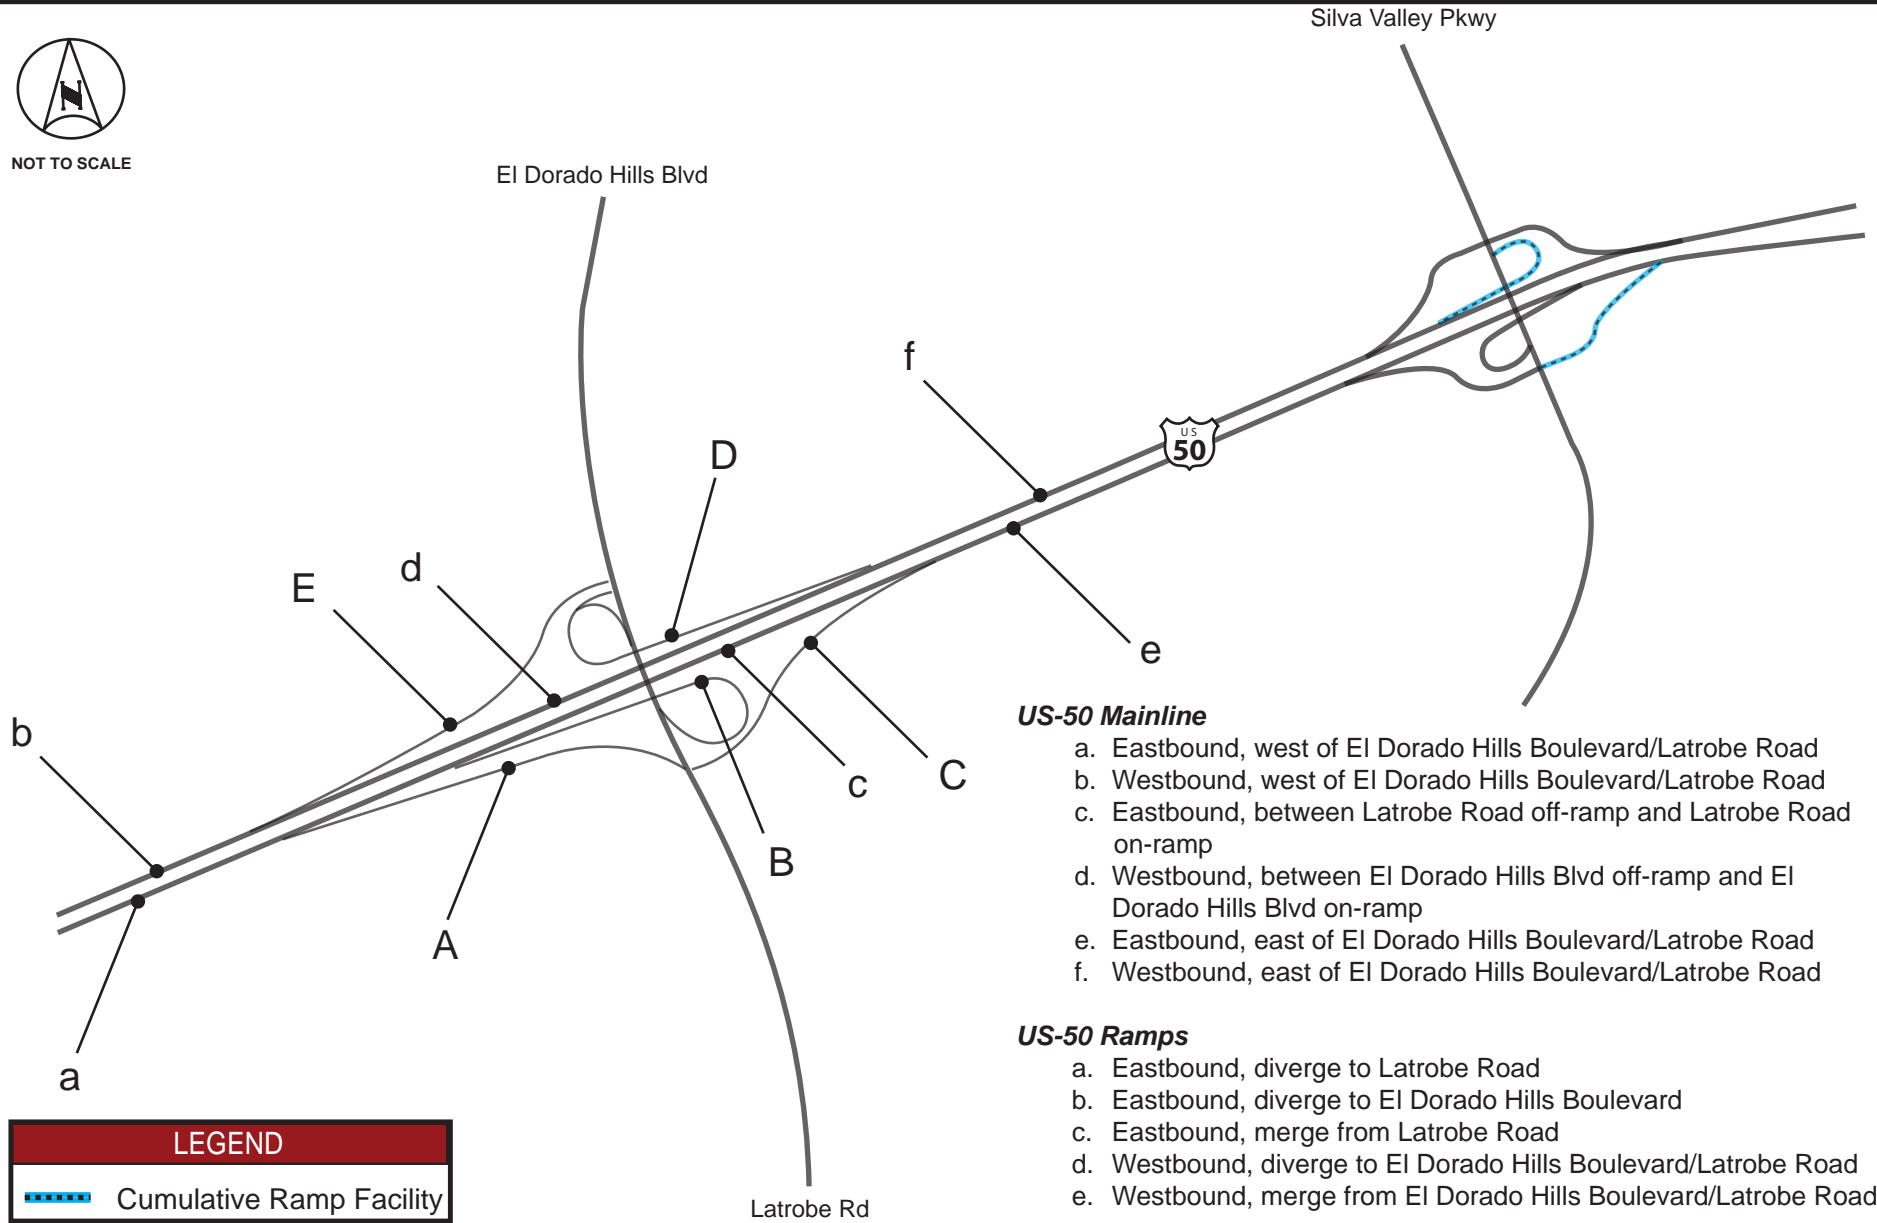 Silva Valley Pkwy
N
NOT TO SCALE
El Dorado Hills Blvd
f
US
50
D
d
E
e
b
c
C
B
A
a
US-50 Mainline
a. Eastbound, west of El Dorado Hills Boulevard/Latrobe Road
b. Westbound, west of El Dorado Hills Boulevard/Latrobe Road
c. Eastbound, between Latrobe Road off-ramp and Latrobe Road
on-ramp
d. Westbound, between El Dorado Hills Blvd off-ramp and El
Dorado Hills Blvd on-ramp
e. Eastbound, east of El Dorado Hills Boulevard/Latrobe Road
f. Westbound, east of El Dorado Hills Boulevard/Latrobe Road
US-50 Ramps
a. Eastbound, diverge to Latrobe Road
b. Eastbound, diverge to El Dorado Hills Boulevard
c. Eastbound, merge from Latrobe Road
d. Westbound, diverge to El Dorado Hills Boulevard/Latrobe Road
e. Westbound, merge from El Dorado Hills Boulevard/Latrobe Road
LEGEND
Cumulative Ramp Facility
Latrobe Rd